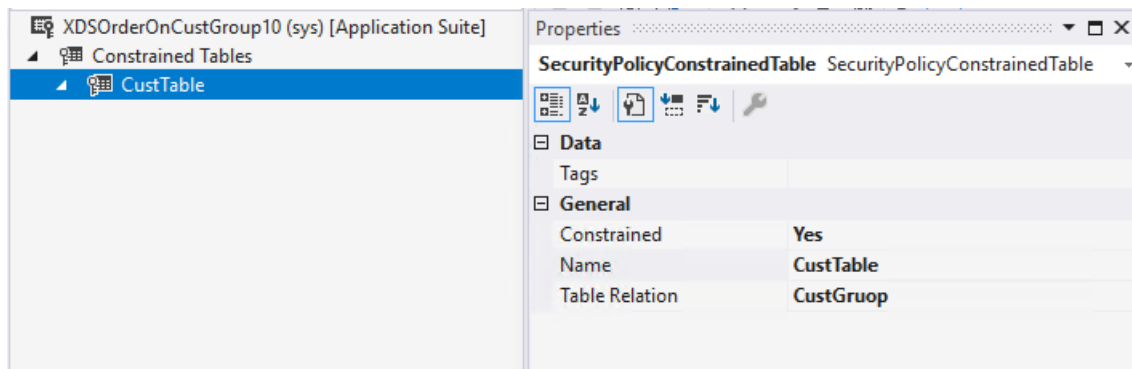 XDSOrderOnCustGroup10 (sys) [Application Suite]
Constrained Tables
CustTable
Properties
SecurityPolicyConstrainedTable SecurityPolicyConstrainedTable
Data
Tags
General
Constrained Yes
Name CustTable
Table Relation CustGruop